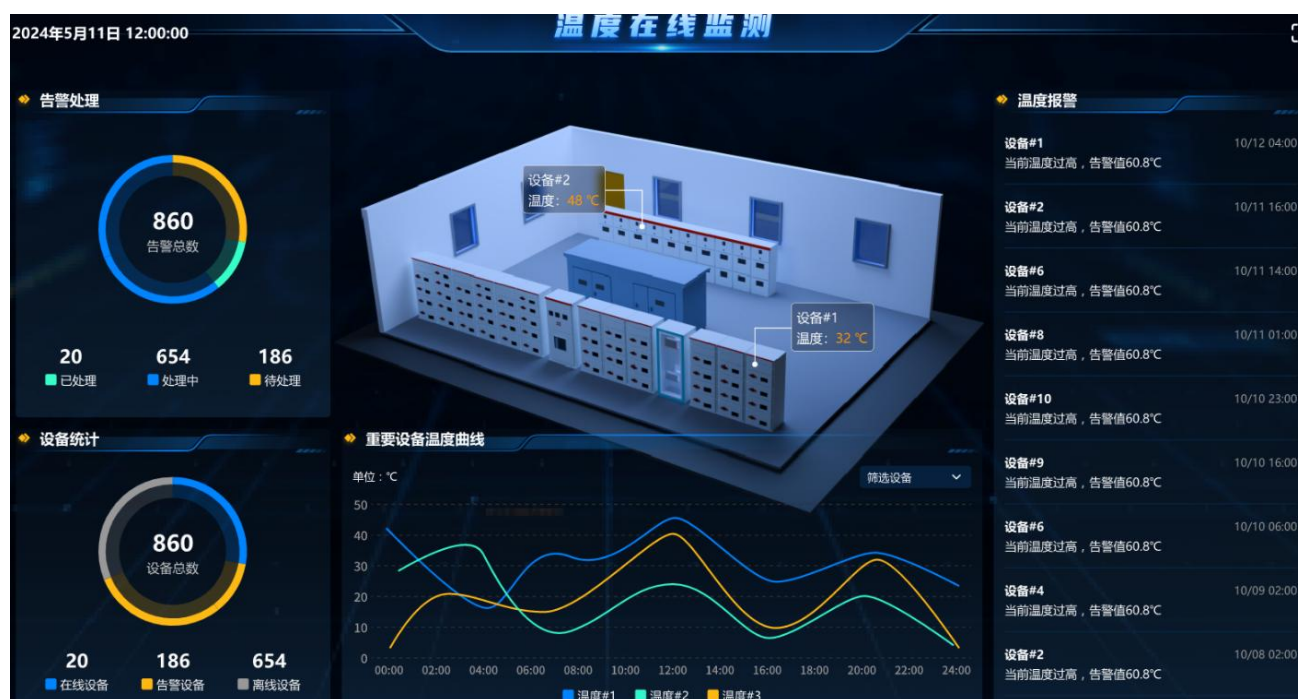 温度在线监测
2024年5月11日 12:00:00
告警处理
860
告警总数
20
654
186
已处理
处理中
待处理
设备统计
860
设备总数
20
186
654
在线设备
告警设备
离线设备
设备#2
温度：48 ℃
设备#1
温度：32 ℃
重要设备温度曲线
单位：℃
筛选设备
50
40
30
20
10
0
00:00 02:00 04:00 06:00 08:00 10:00 12:00 14:00 16:00 18:00 20:00 22:00 24:00
温度#1 温度#2 温度#3
温度报警
设备#1 10/12 04:00
当前温度过高，告警值60.8℃
设备#2 10/11 16:00
当前温度过高，告警值60.8℃
设备#6 10/11 14:00
当前温度过高，告警值60.8℃
设备#8 10/11 01:00
当前温度过高，告警值60.8℃
设备#10 10/10 23:00
当前温度过高，告警值60.8℃
设备#9 10/10 16:00
当前温度过高，告警值60.8℃
设备#6 10/10 06:00
当前温度过高，告警值60.8℃
设备#4 10/09 02:00
当前温度过高，告警值60.8℃
设备#2 10/08 02:00
当前温度过高，告警值60.8℃